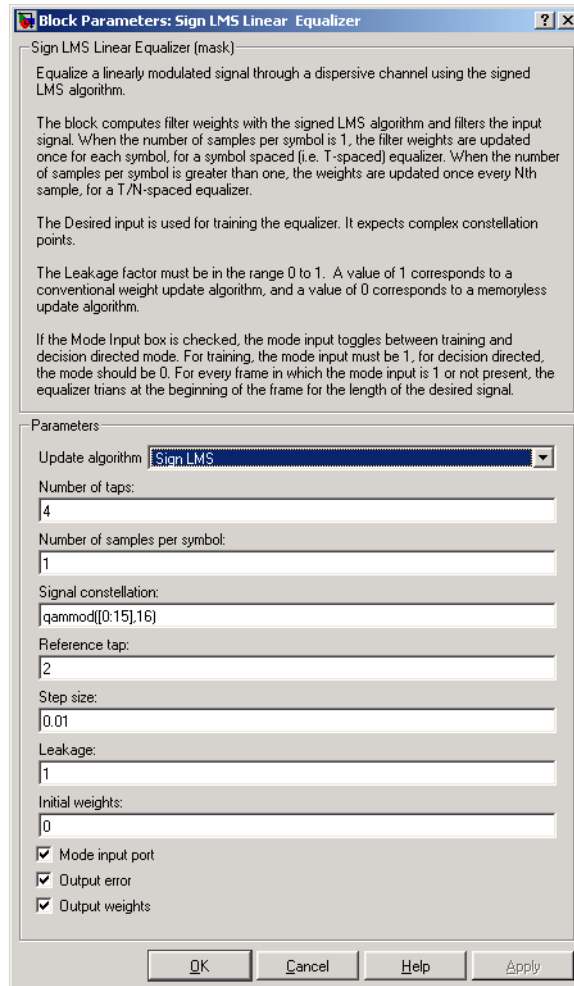 Block Parameters: Sign LMS Linear Equalizer
Sign LMS Linear Equalizer (mask)
Equalize a linearly modulated signal through a dispersive channel using the signed
LMS algorithm.
The block computes filter weights with the signed LMS algorithm and filters the input
signal. When the number of samples per symbol is 1, the filter weights are updated
once for each symbol, for a symbol spaced (i.e. T-spaced) equalizer. When the number
of samples per symbol is greater than one, the weights are updated once every Nth
sample, for a T/N-spaced equalizer.
The Desired input is used for training the equalizer. It expects complex constellation
points.
The Leakage factor must be in the range 0 to 1. A value of 1 corresponds to a
conventional weight update algorithm, and a value of 0 corresponds to a memoryless
update algorithm.
If the Mode Input box is checked, the mode input toggles between training and
decision directed mode. For training, the mode input must be 1, for decision directed,
the mode should be 0. For every frame in which the mode input is 1 or not present, the
equalizer trians at the beginning of the frame for the length of the desired signal.
Parameters
Update algorithm Sign LMS
Number of taps:
4
Number of samples per symbol:
1
Signal constellation:
qammod([0:15],16)
Reference tap:
2
Step size:
0.01
Leakage:
1
Initial weights:
0
Mode input port
Output error
Output weights
OK Cancel Help Apply